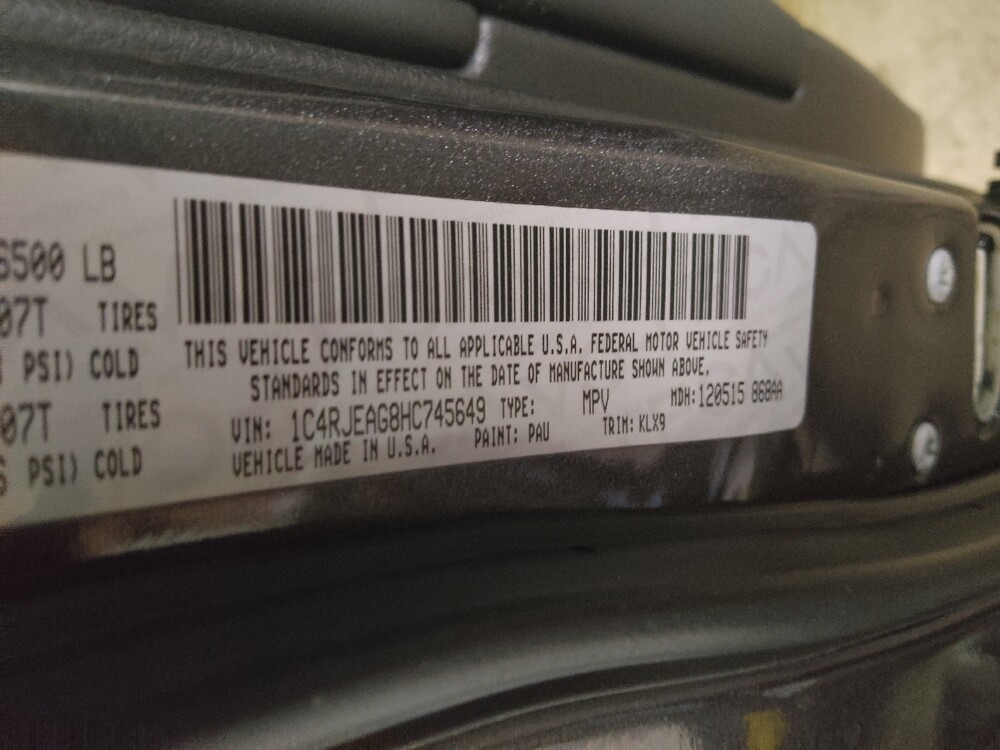 6500 LB
07T TIRES
PSI) COLD
07T TIRES
PSI) COLD
THIS VEHICLE CONFORMS TO ALL APPLICABLE U.S.A. FEDERAL MOTOR VEHICLE SAFETY
STANDARDS IN EFFECT ON THE DATE OF MANUFACTURE SHOWN ABOVE.
VIN: 1C4RJEAG8HC745649 TYPE: MPV MDH:120515 868AA
VEHICLE MADE IN U.S.A. PAINT: PAU TRIM: KLX9